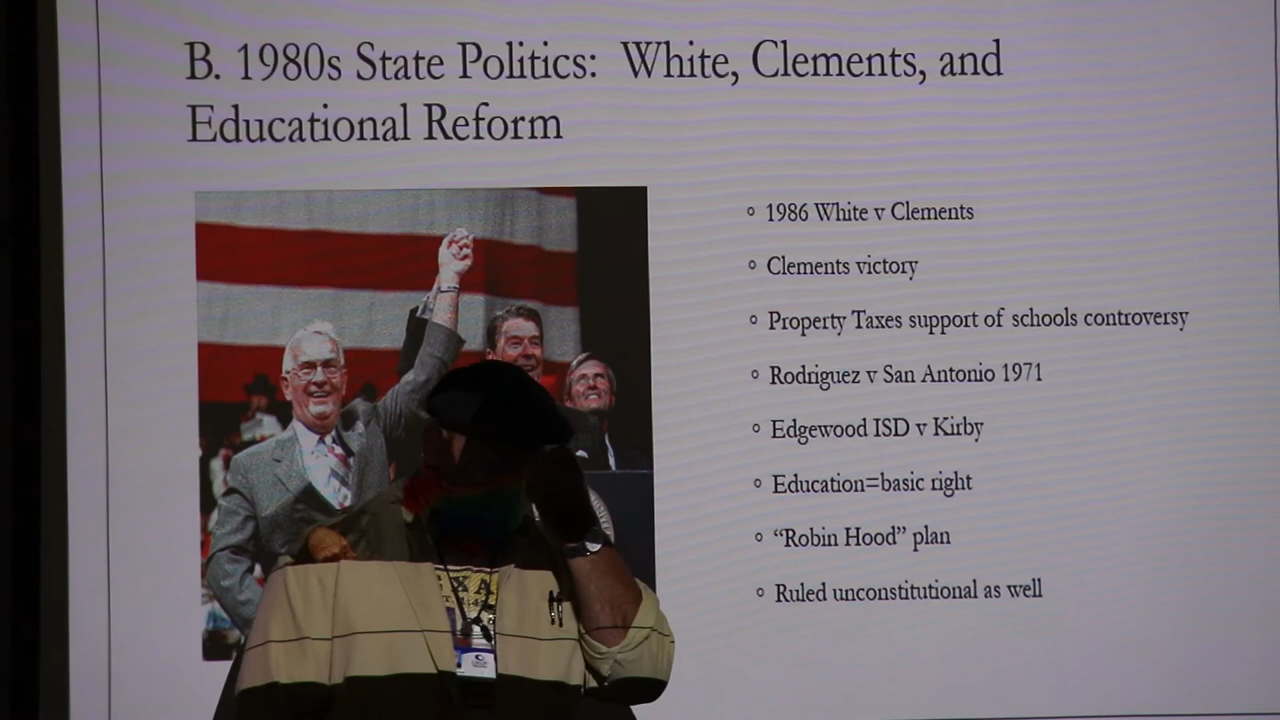 B. 1980s State Politics: White, Clements, and
Educational Reform
1986 White v Clements
Clements victory
Property Taxes support of schools controversy
Rodriguez v San Antonio 1971
Edgewood ISD v Kirby
Education=basic right
“Robin Hood” plan
Ruled unconstitutional as well